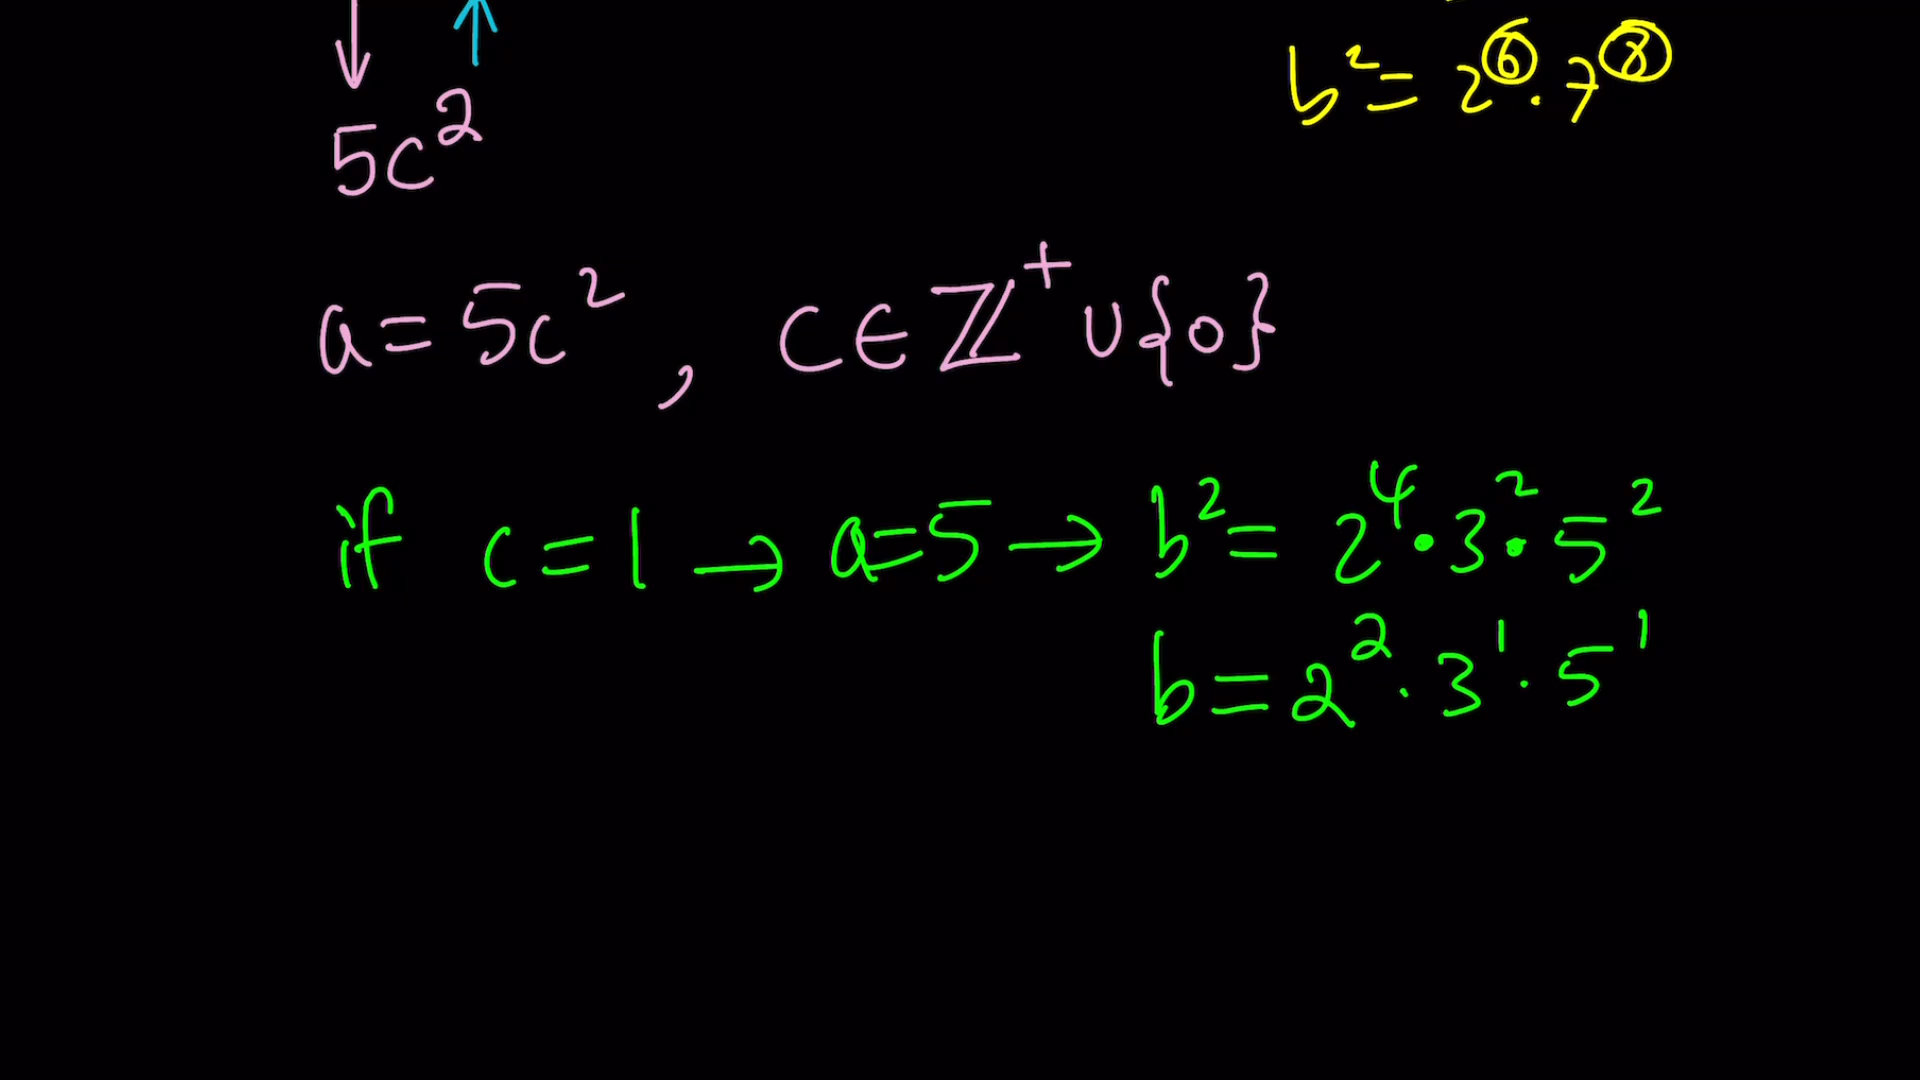 b² = 2⁶ · 7⁸
5c²
a = 5c² , c ∈ ℤ⁺ ∪ {0}
if c = 1 → a = 5 → b² = 2⁴ · 3² · 5²
b = 2² · 3¹ · 5¹